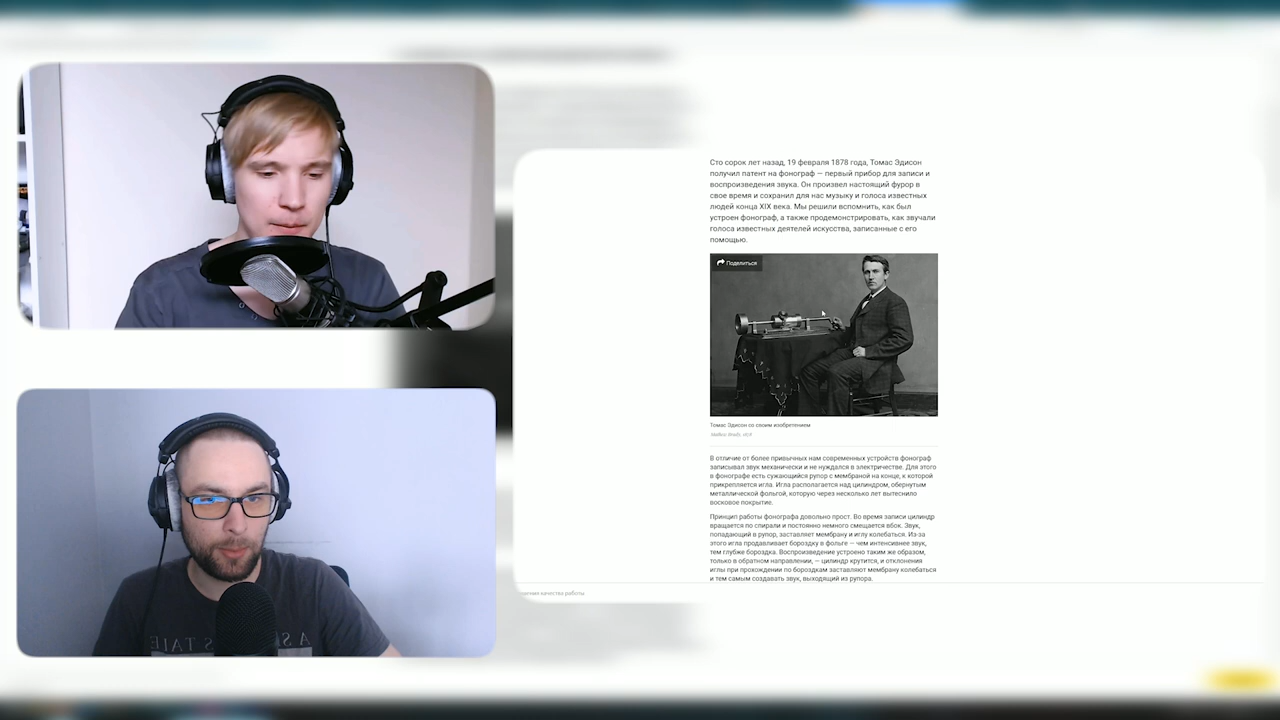 Сто сорок лет назад, 19 февраля 1878 года, Томас Эдисон
получил патент на фонограф — первый прибор для записи и
воспроизведения звука. Он произвел настоящий фурор в
свое время и сохранил для нас музыку и голоса известных
людей конца XIX века. Мы решили вспомнить, как был
устроен фонограф, а также продемонстрировать, как звучали
голоса известных деятелей искусства, записанные с его
помощью.
Поделиться
Томас Эдисон со своим изобретением
В отличие от более привычных нам современных устройств фонограф
записывал звук механически и не нуждался в электричестве. Для этого
в фонографе есть сужающийся рупор с мембраной на конце, к которой
прикрепляется игла. Игла располагается над цилиндром, обернутым
металлической фольгой, которую через несколько лет вытеснило
восковое покрытие.
Принцип работы фонографа довольно прост. Во время записи цилиндр
вращается по спирали и постоянно немного смещается вбок. Звук,
попадающий в рупор, заставляет мембрану и иглу колебаться. Из-за
этого игла продавливает бороздку в фольге — чем интенсивнее звук,
тем глубже бороздка. Воспроизведение устроено таким же образом,
только в обратном направлении, — цилиндр крутится, и отклонения
иглы при прохождении по бороздкам заставляют мембрану колебаться
и тем самым создавать звук, выходящий из рупора.
качества работы